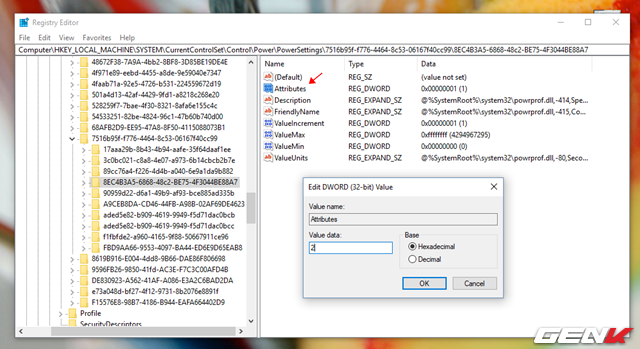 Registry Editor
File Edit View Favorites Help
Computer\HKEY_LOCAL_MACHINE\SYSTEM\CurrentControlSet\Control\Power\PowerSettings\7516b95f-f776-4464-8c53-06167f40cc99\8EC4B3A5-6868-48c2-BE75-4F3044BE88A7
48672F38-7A9A-4bb2-8BF8-3D85BE19DE4E
4f971e89-eebd-4455-a8de-9e59040e7347
4faab71a-92e5-4726-b531-224559672d19
501a4d13-42af-4429-9fd1-a8218c268e20
528259f7-7bae-4f30-8321-8afa6e155c4c
54533251-82be-4824-96c1-47b60b740d00
68AFB2D9-EE95-47A8-8F50-4115088073B1
7516b95f-f776-4464-8c53-06167f40cc99
17aaa29b-8b43-4b94-aafe-35f64daaf1ee
3c0bc021-c8a8-4e07-a973-6b14cbcb2b7e
89cc76a4-f226-4d4b-a040-6e9a1da9b882
8EC4B3A5-6868-48c2-BE75-4F3044BE88A7
90959d22-d6a1-49b9-af93-bce885ad335b
A9CEB8DA-CD46-44FB-A98B-02AF69DE4623
aded5e82-b909-4619-9949-f5d71dac0bcb
aded5e82-b909-4619-9949-f5d71dac0bcc
f1fbfde2-a960-4165-9f88-50667911ce96
FBD9AA66-9553-4097-BA44-ED6E9D65EAB8
8619B916-E004-4dd8-9B66-DAE86F806698
9596FB26-9850-41fd-AC3E-F7C3C00AFD4B
DE830923-A562-41AF-A086-E3A2C6BAD2DA
e73a048d-bf27-4f12-9731-8b2076e8891f
F15576E8-98B7-4186-B944-EAFA664402D9
Profile
SecurityDescriptors
Name Type Data
(Default) REG_SZ (value not set)
Attributes REG_DWORD 0x00000001 (1)
Description REG_EXPAND_SZ @%SystemRoot%\system32\powrprof.dll,-414,Spe...
FriendlyName REG_EXPAND_SZ @%SystemRoot%\system32\powrprof.dll,-415,Co...
ValueIncrement REG_DWORD 0x00000001 (1)
ValueMax REG_DWORD 0xffffffff (4294967295)
ValueMin REG_DWORD 0x00000000 (0)
ValueUnits REG_EXPAND_SZ @%SystemRoot%\system32\powrprof.dll,-80,Secon...
Edit DWORD (32-bit) Value
Value name:
Attributes
Value data:
2
Base
Hexadecimal
Decimal
OK Cancel
GENK